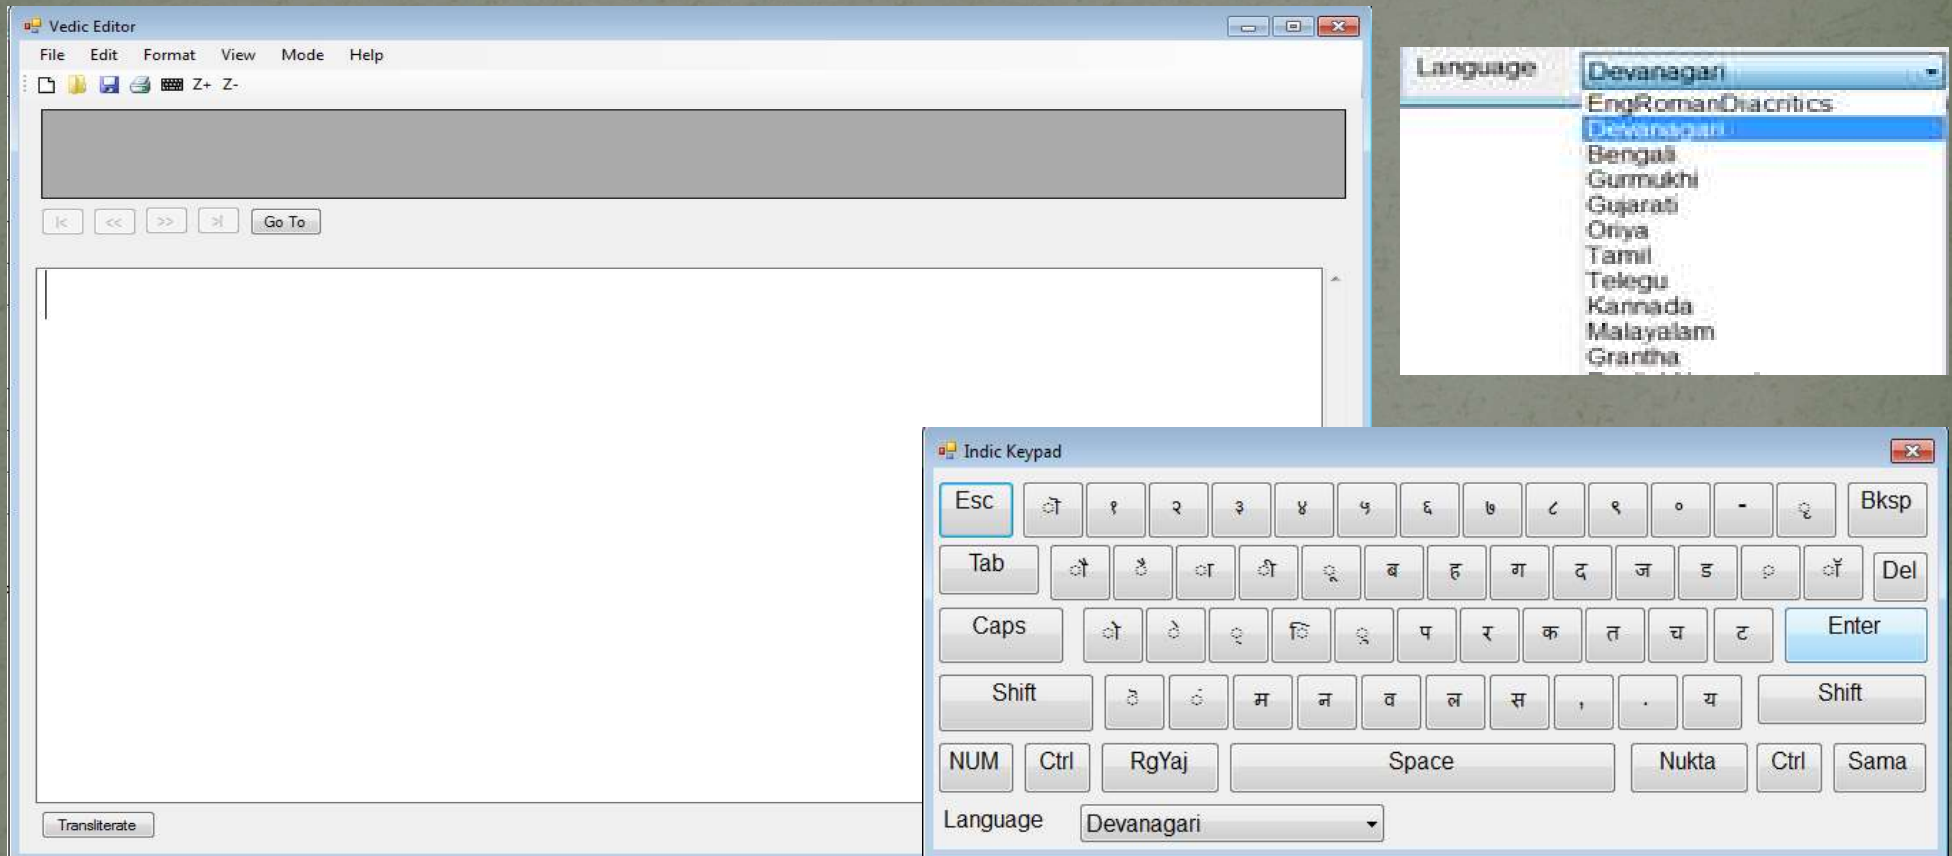 Vedic Editor
File Edit Format View Mode Help
Z+ Z-
|< << >> >| Go To
Transliterate
Language Devanagari
EngRomanDiacritics
Devanagari
Bengali
Gurmukhi
Gujarati
Oriya
Tamil
Telegu
Kannada
Malayalam
Grantha
Indic Keypad
Esc ॊ १ २ ३ ४ ५ ६ ७ ८ ९ ० - ृ Bksp
Tab ौ ै ा ी ू ब ह ग द ज ड ़ ॉ Del
Caps ो े ् ि ु प र क त च ट Enter
Shift ॆ ं म न व ल स , . य Shift
NUM Ctrl RgYaj Space Nukta Ctrl Sama
Language Devanagari